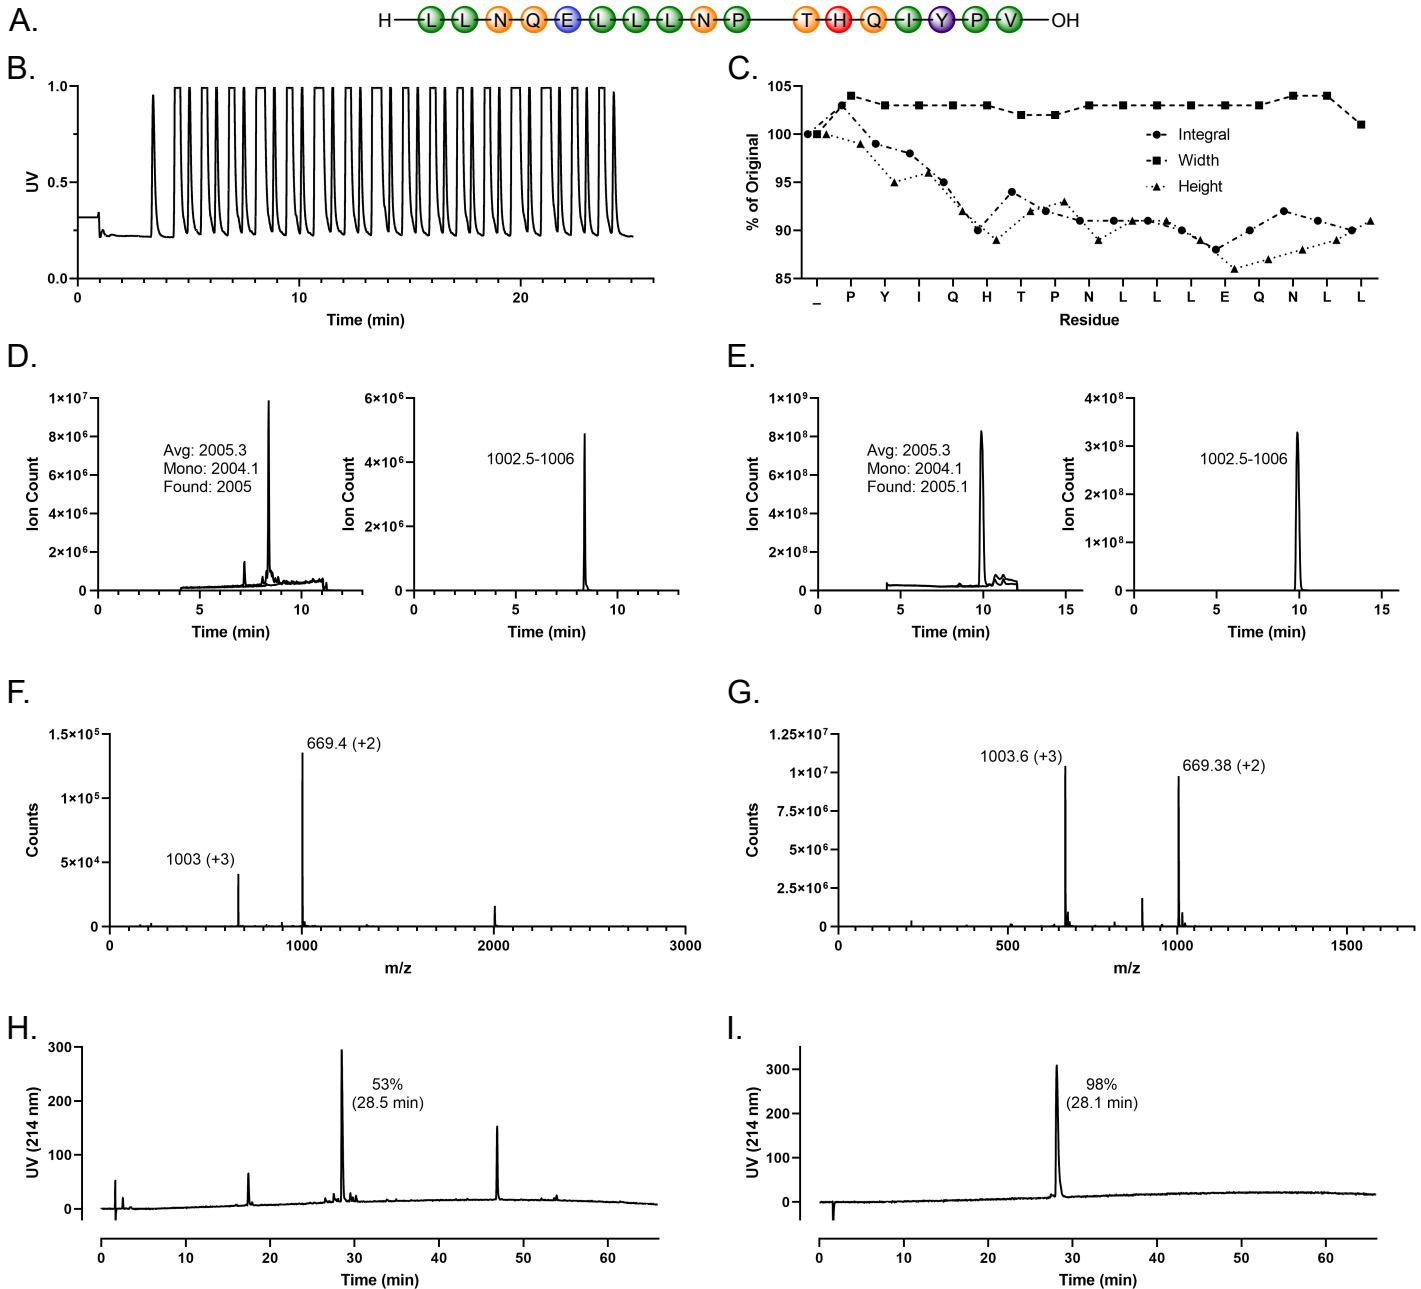 A.
H L L N Q E L L L N P T H Q I Y P V OH
B.
1.0
0.5
0.0
UV
0 10 20
Time (min)
C.
105
100
95
90
85
% of Original
Integral
Width
Height
_ P Y I Q H T P N L L L E Q N L L
Residue
D.
1×10⁷
8×10⁶
6×10⁶
4×10⁶
2×10⁶
0
Ion Count
Avg: 2005.3
Mono: 2004.1
Found: 2005
0 5 10
Time (min)
6×10⁶
4×10⁶
2×10⁶
0
Ion Count
1002.5-1006
0 5 10
Time (min)
E.
1×10⁹
8×10⁸
6×10⁸
4×10⁸
2×10⁸
0
Ion Count
Avg: 2005.3
Mono: 2004.1
Found: 2005.1
0 5 10 15
Time (min)
4×10⁸
3×10⁸
2×10⁸
1×10⁸
0
Ion Count
1002.5-1006
0 5 10 15
Time (min)
F.
1.5×10⁵
1×10⁵
5×10⁴
0
Counts
669.4 (+2)
1003 (+3)
0 1000 2000 3000
m/z
G.
1.25×10⁷
1×10⁷
7.5×10⁶
5×10⁶
2.5×10⁶
0
Counts
1003.6 (+3)
669.38 (+2)
0 500 1000 1500
m/z
H.
300
200
100
0
UV (214 nm)
53%
(28.5 min)
0 10 20 30 40 50 60
Time (min)
I.
300
200
100
0
UV (214 nm)
98%
(28.1 min)
0 10 20 30 40 50 60
Time (min)